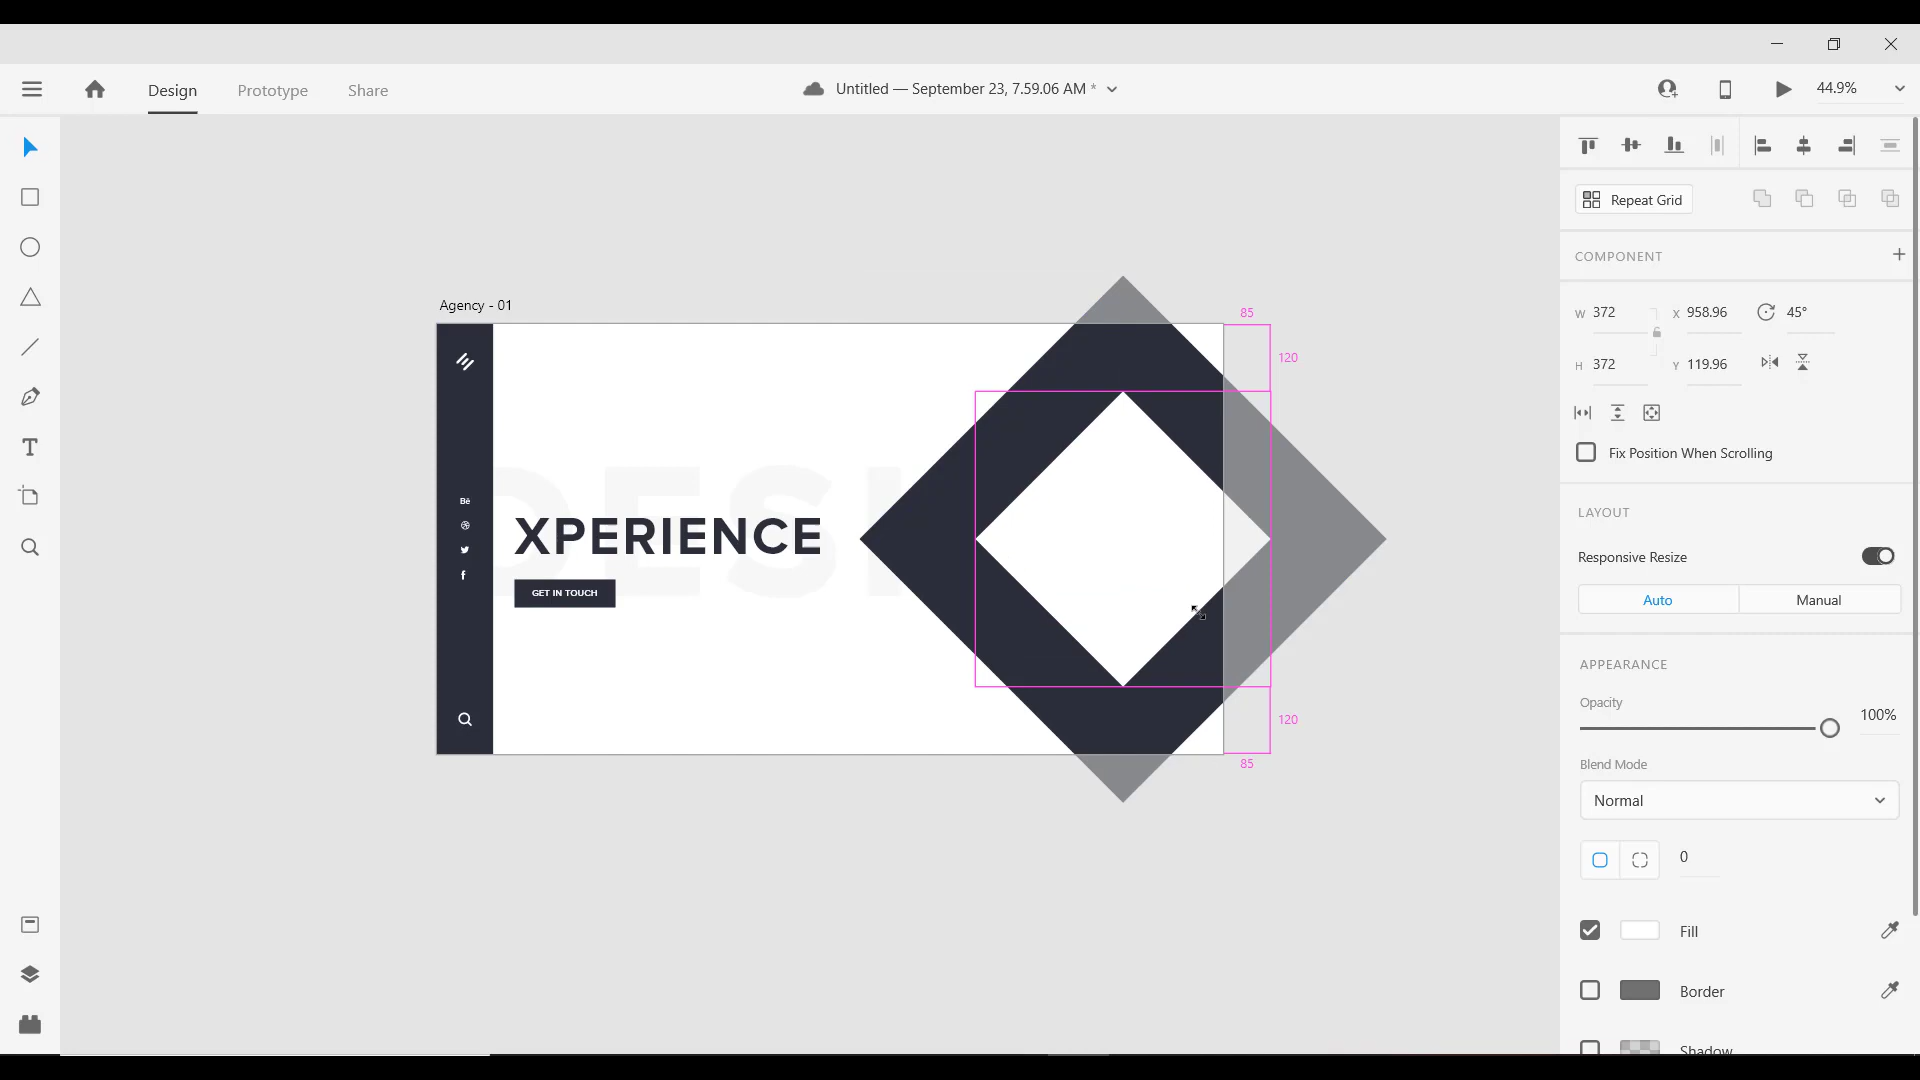 Design
Prototype
Share
Untitled — September 23, 7.59.06 AM *
44.9%
Repeat Grid
COMPONENT
W 372
X 958.96
45°
H 372
Y 119.96
Fix Position When Scrolling
LAYOUT
Responsive Resize
Auto
Manual
APPEARANCE
Opacity
100%
Blend Mode
Normal
0
Fill
Border
Shadow
Agency - 01
85
120
DESI
Bē
XPERIENCE
GET IN TOUCH
120
85
T